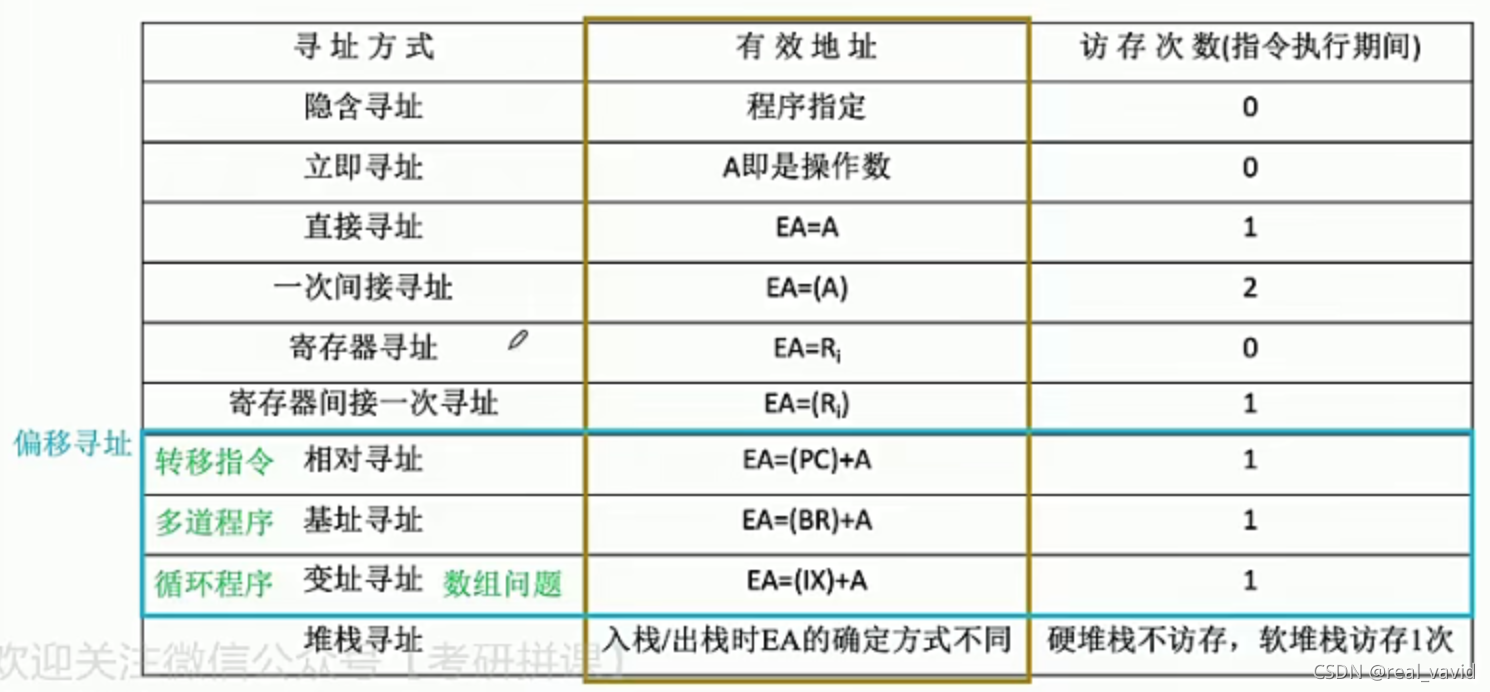 寻址方式 有效地址 访存次数(指令执行期间)
隐含寻址 程序指定 0
立即寻址 A即是操作数 0
直接寻址 EA=A 1
一次间接寻址 EA=(A) 2
寄存器寻址 EA=Ri 0
寄存器间接一次寻址 EA=(Ri) 1
偏移寻址
转移指令 相对寻址 EA=(PC)+A 1
多道程序 基址寻址 EA=(BR)+A 1
循环程序 变址寻址 数组问题 EA=(IX)+A 1
堆栈寻址 入栈/出栈时EA的确定方式不同 硬堆栈不访存，软堆栈访存1次
欢迎关注微信公众号【考研拼课】
CSDN @real_vavid